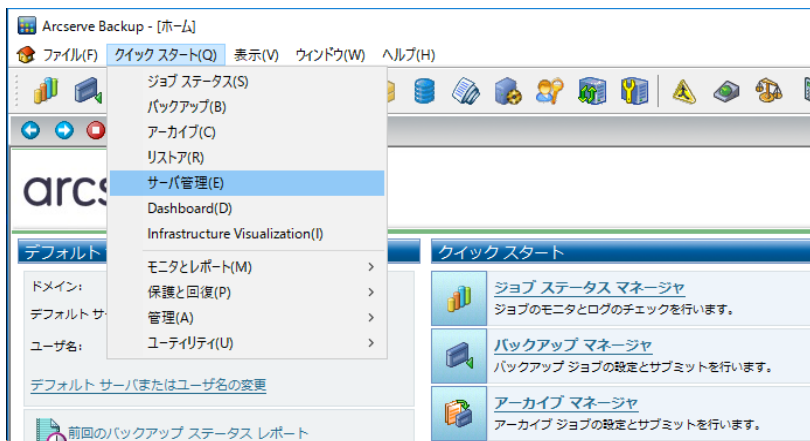 Arcserve Backup - [ホーム]
ファイル(F) クイック スタート(Q) 表示(V) ウィンドウ(W) ヘルプ(H)
ジョブ ステータス(S)
バックアップ(B)
アーカイブ(C)
リストア(R)
サーバ管理(E)
Dashboard(D)
Infrastructure Visualization(I)
モニタとレポート(M)
保護と回復(P)
管理(A)
ユーティリティ(U)
arcs
デフォルト
ドメイン:
デフォルト サ
ユーザ名:
デフォルト サーバまたはユーザ名の変更
前回のバックアップ ステータス レポート
クイック スタート
ジョブ ステータス マネージャ
ジョブのモニタとログのチェックを行います。
バックアップ マネージャ
バックアップ ジョブの設定とサブミットを行います。
アーカイブ マネージャ
アーカイブ ジョブの設定とサブミットを行います。